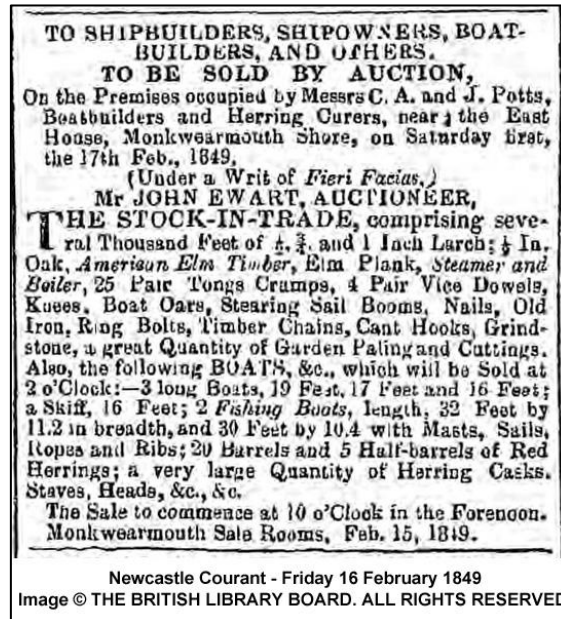 TO SHIPBUILDERS, SHIPOWNERS, BOAT-
BUILDERS, AND OTHERS.
TO BE SOLD BY AUCTION,
On the Premises occupied by Messrs C. A. and J. Potts,
Boatbuilders and Herring Curers, near the East
House, Monkwearmouth Shore, on Saturday first,
the 17th Feb., 1849,
(Under a Writ of Fieri Facias,)
Mr JOHN EWART, AUCTIONEER,
THE STOCK-IN-TRADE, comprising seve-
ral Thousand Feet of ½, ¾, and 1 Inch Larch; ½ In.
Oak, American Elm Timber, Elm Plank, Steamer and
Boiler, 25 Pair Tongs Cramps, 4 Pair Vice Dowels,
Knees, Boat Oars, Stearing Sail Booms, Nails, Old
Iron, Ring Bolts, Timber Chains, Cant Hooks, Grind-
stone, a great Quantity of Garden Paling and Cuttings.
Also, the following BOATS, &c., which will be Sold at
2 o'Clock:—3 long Boats, 19 Feet, 17 Feet and 16 Feet;
a Skiff, 16 Feet; 2 Fishing Boats, length, 32 Feet by
11.2 in breadth, and 30 Feet by 10.4 with Masts, Sails,
Ropes and Ribs; 20 Barrels and 5 Half-barrels of Red
Herrings; a very large Quantity of Herring Casks,
Staves, Heads, &c., &c.
The Sale to commence at 10 o'Clock in the Forenoon.
Monkwearmouth Sale Rooms, Feb. 15, 1849.
Newcastle Courant - Friday 16 February 1849
Image © THE BRITISH LIBRARY BOARD. ALL RIGHTS RESERVED